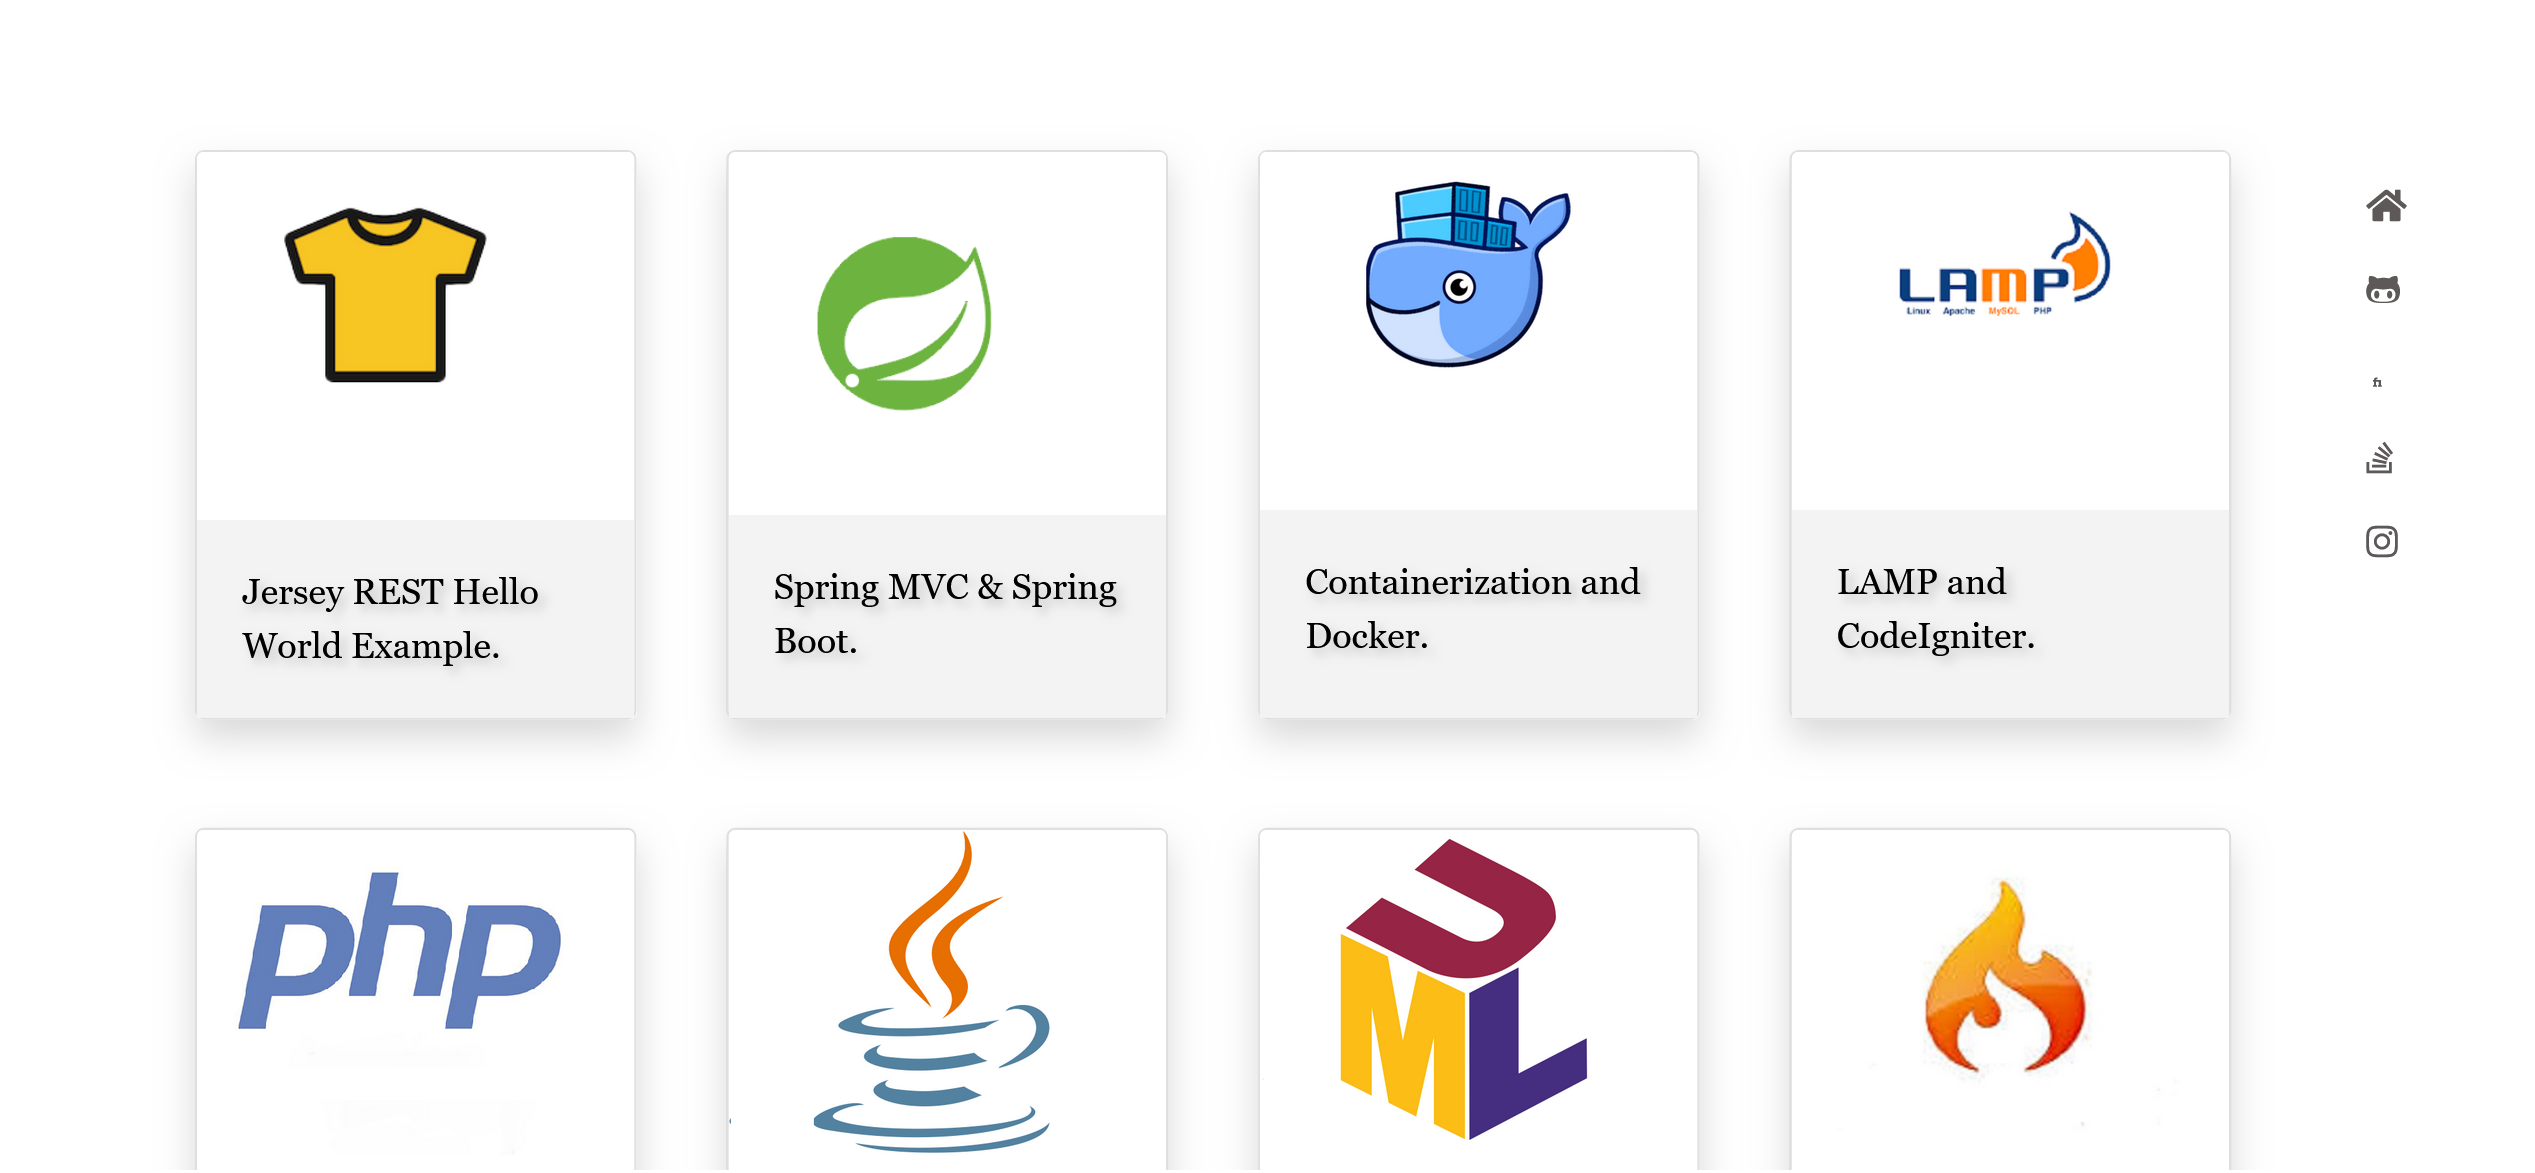 LAMP
Linux Apache MySQL PHP
fi
Jersey REST Hello
World Example.
Spring MVC & Spring
Boot.
Containerization and
Docker.
LAMP and
CodeIgniter.
php
UML